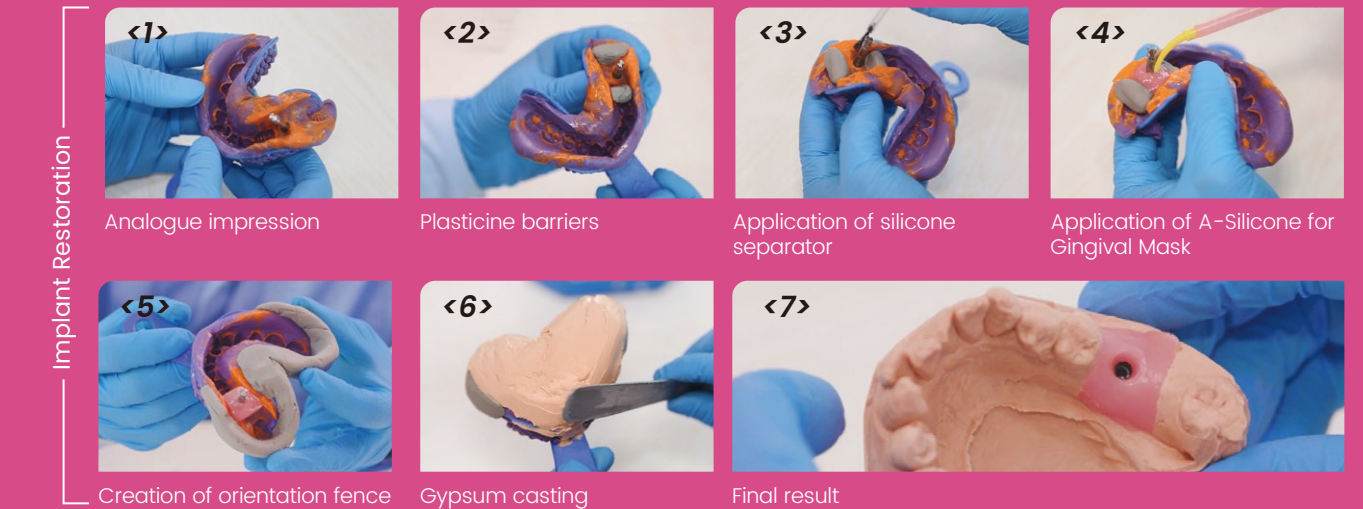 Implant Restoration
<1>
Analogue impression
<2>
Plasticine barriers
<3>
Application of silicone
separator
<4>
Application of A-Silicone for
Gingival Mask
<5>
Creation of orientation fence
<6>
Gypsum casting
<7>
Final result